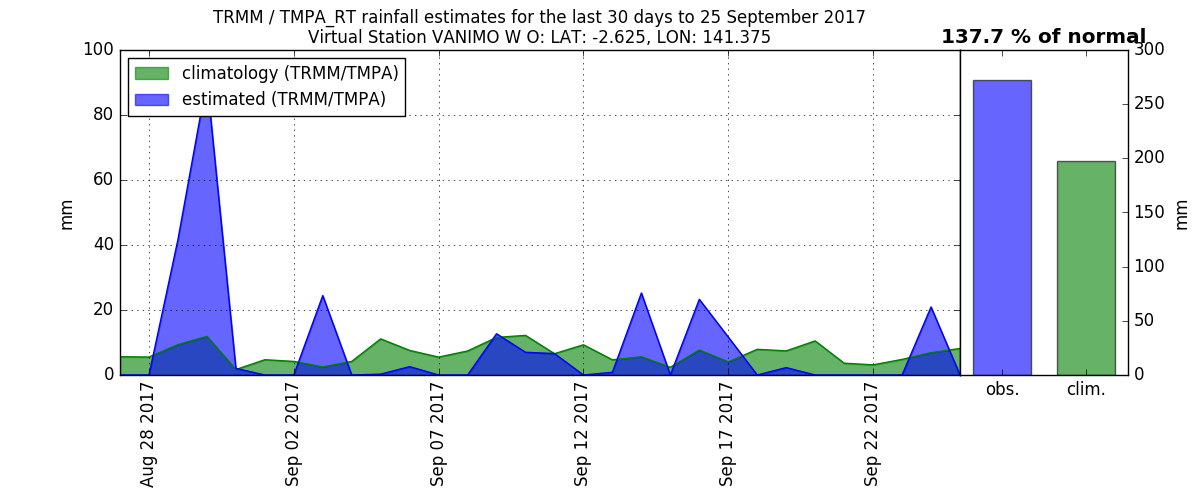 TRMM / TMPA_RT rainfall estimates for the last 30 days to 25 September 2017
Virtual Station VANIMO W O: LAT: -2.625, LON: 141.375
137.7 % of normal
climatology (TRMM/TMPA)
estimated (TRMM/TMPA)
mm
100
80
60
40
20
0
Aug 28 2017
Sep 02 2017
Sep 07 2017
Sep 12 2017
Sep 17 2017
Sep 22 2017
obs.
clim.
300
250
200
150
100
50
0
mm